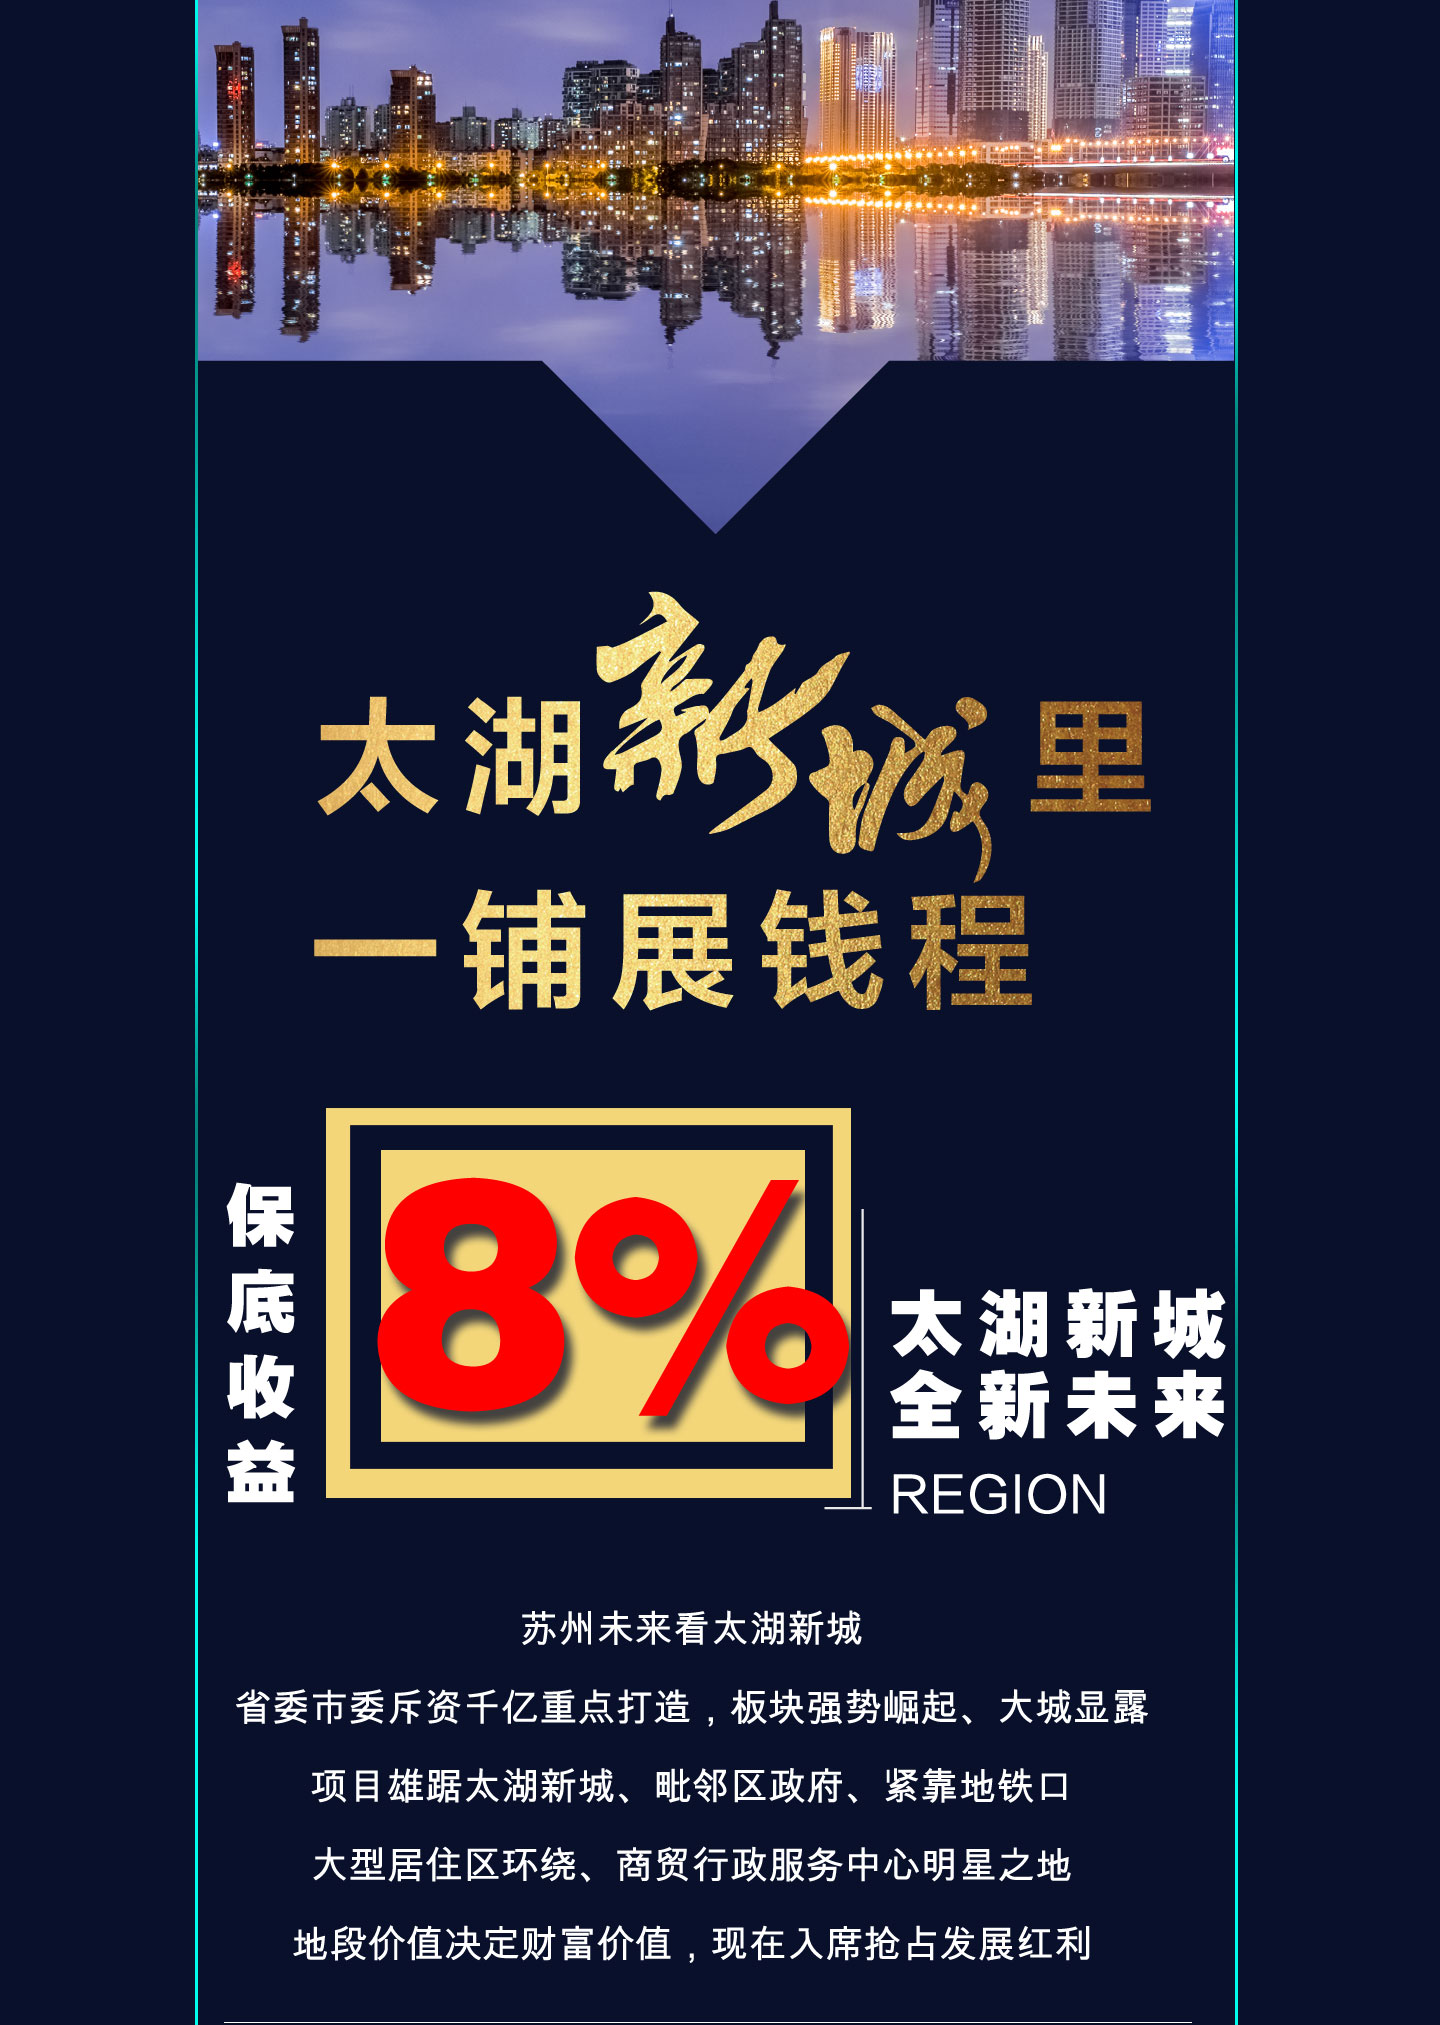 太湖新城里
一铺展钱程
保底收益
8%
太湖新城
全新未来
REGION
苏州未来看太湖新城
省委市委斥资千亿重点打造，板块强势崛起、大城显露
项目雄踞太湖新城、毗邻区政府、紧靠地铁口
大型居住区环绕、商贸行政服务中心明星之地
地段价值决定财富价值，现在入席抢占发展红利